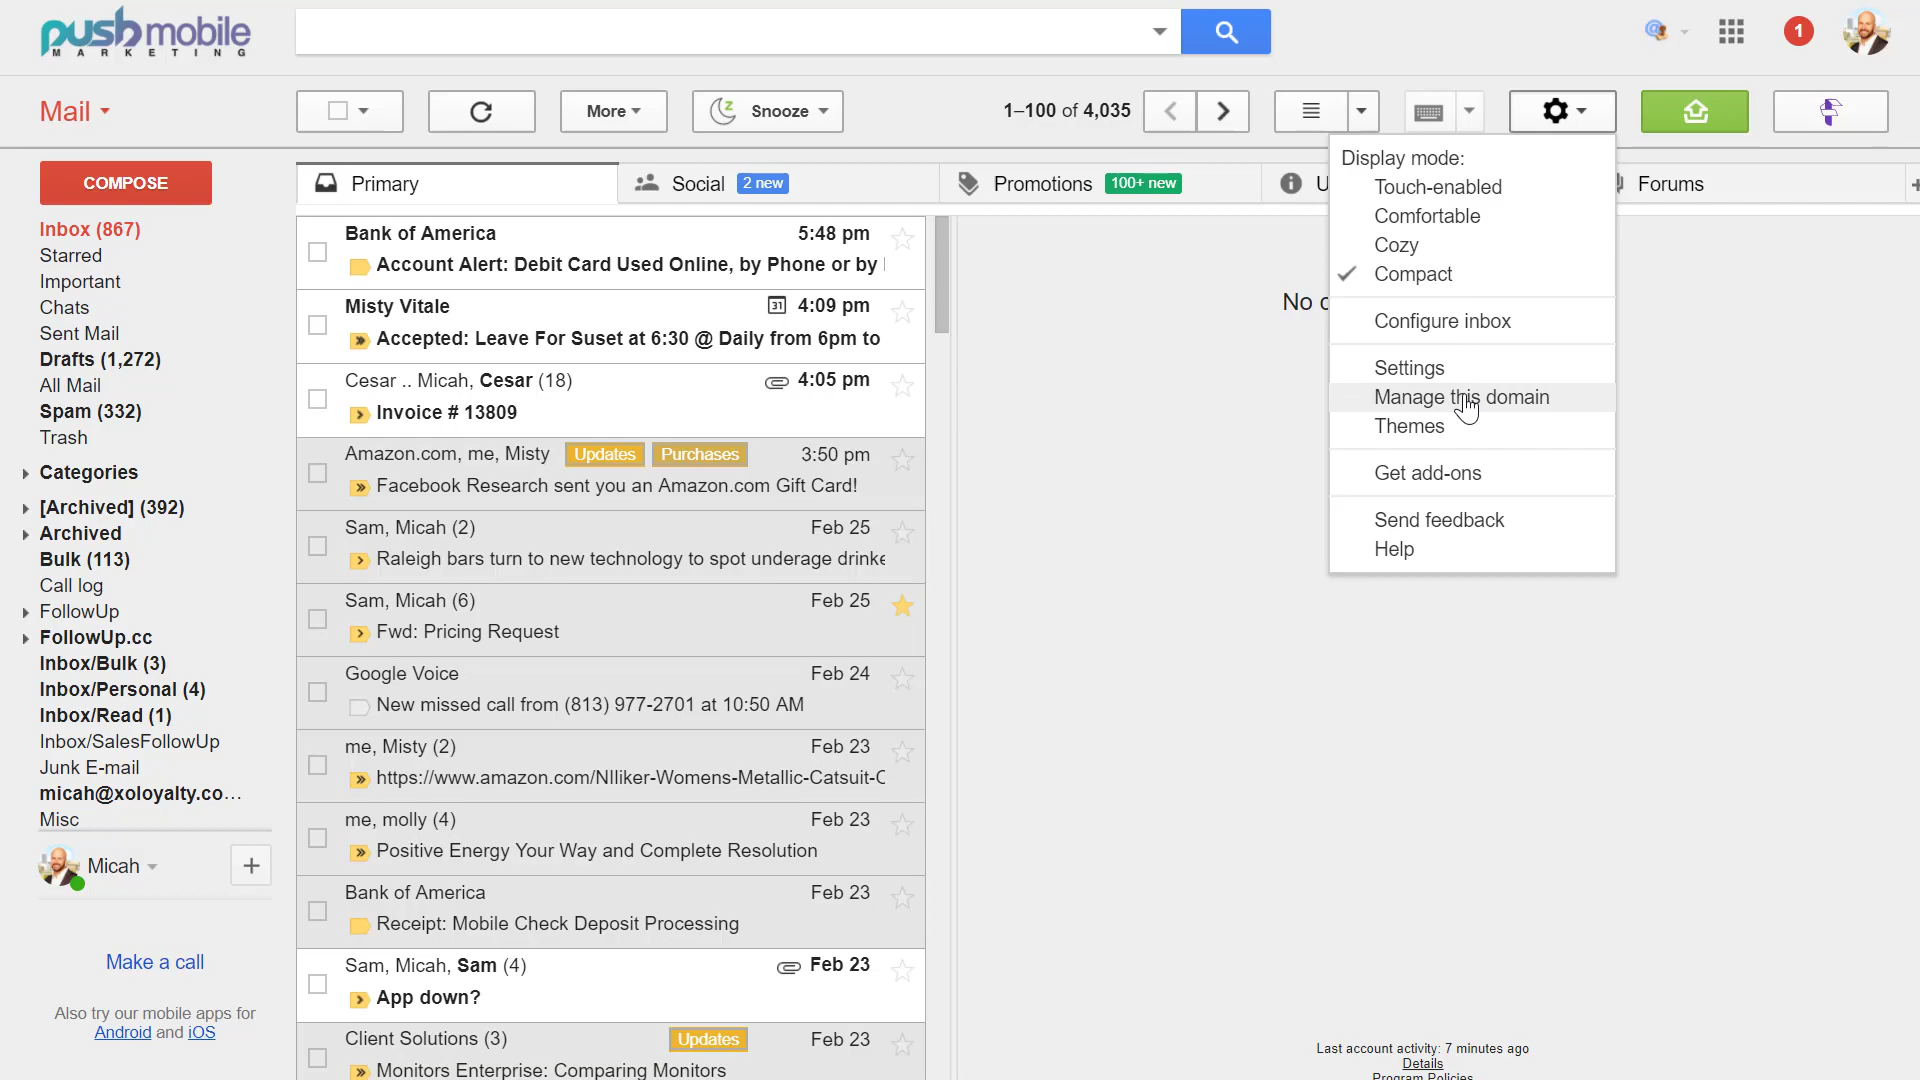 push mobile
MARKETING
1
Mail
More
Snooze
1–100 of 4,035
COMPOSE
Inbox (867)
Starred
Important
Chats
Sent Mail
Drafts (1,272)
All Mail
Spam (332)
Trash
Categories
[Archived] (392)
Archived
Bulk (113)
Call log
FollowUp
FollowUp.cc
Inbox/Bulk (3)
Inbox/Personal (4)
Inbox/Read (1)
Inbox/SalesFollowUp
Junk E-mail
micah@xoloyalty.co...
Misc
Micah
Make a call
Also try our mobile apps for
Android and iOS
Primary
Social 2 new
Promotions 100+ new
U
Forums
Bank of America 5:48 pm
Account Alert: Debit Card Used Online, by Phone or by
Misty Vitale 31 4:09 pm
Accepted: Leave For Suset at 6:30 @ Daily from 6pm to
Cesar .. Micah, Cesar (18) 4:05 pm
Invoice # 13809
Amazon.com, me, Misty Updates Purchases 3:50 pm
Facebook Research sent you an Amazon.com Gift Card!
Sam, Micah (2) Feb 25
Raleigh bars turn to new technology to spot underage drinke
Sam, Micah (6) Feb 25
Fwd: Pricing Request
Google Voice Feb 24
New missed call from (813) 977-2701 at 10:50 AM
me, Misty (2) Feb 23
https://www.amazon.com/NIliker-Womens-Metallic-Catsuit-C
me, molly (4) Feb 23
Positive Energy Your Way and Complete Resolution
Bank of America Feb 23
Receipt: Mobile Check Deposit Processing
Sam, Micah, Sam (4) Feb 23
App down?
Client Solutions (3) Updates Feb 23
Monitors Enterprise: Comparing Monitors
No c
Display mode:
Touch-enabled
Comfortable
Cozy
Compact
Configure inbox
Settings
Manage this domain
Themes
Get add-ons
Send feedback
Help
Last account activity: 7 minutes ago
Details
Program Policies